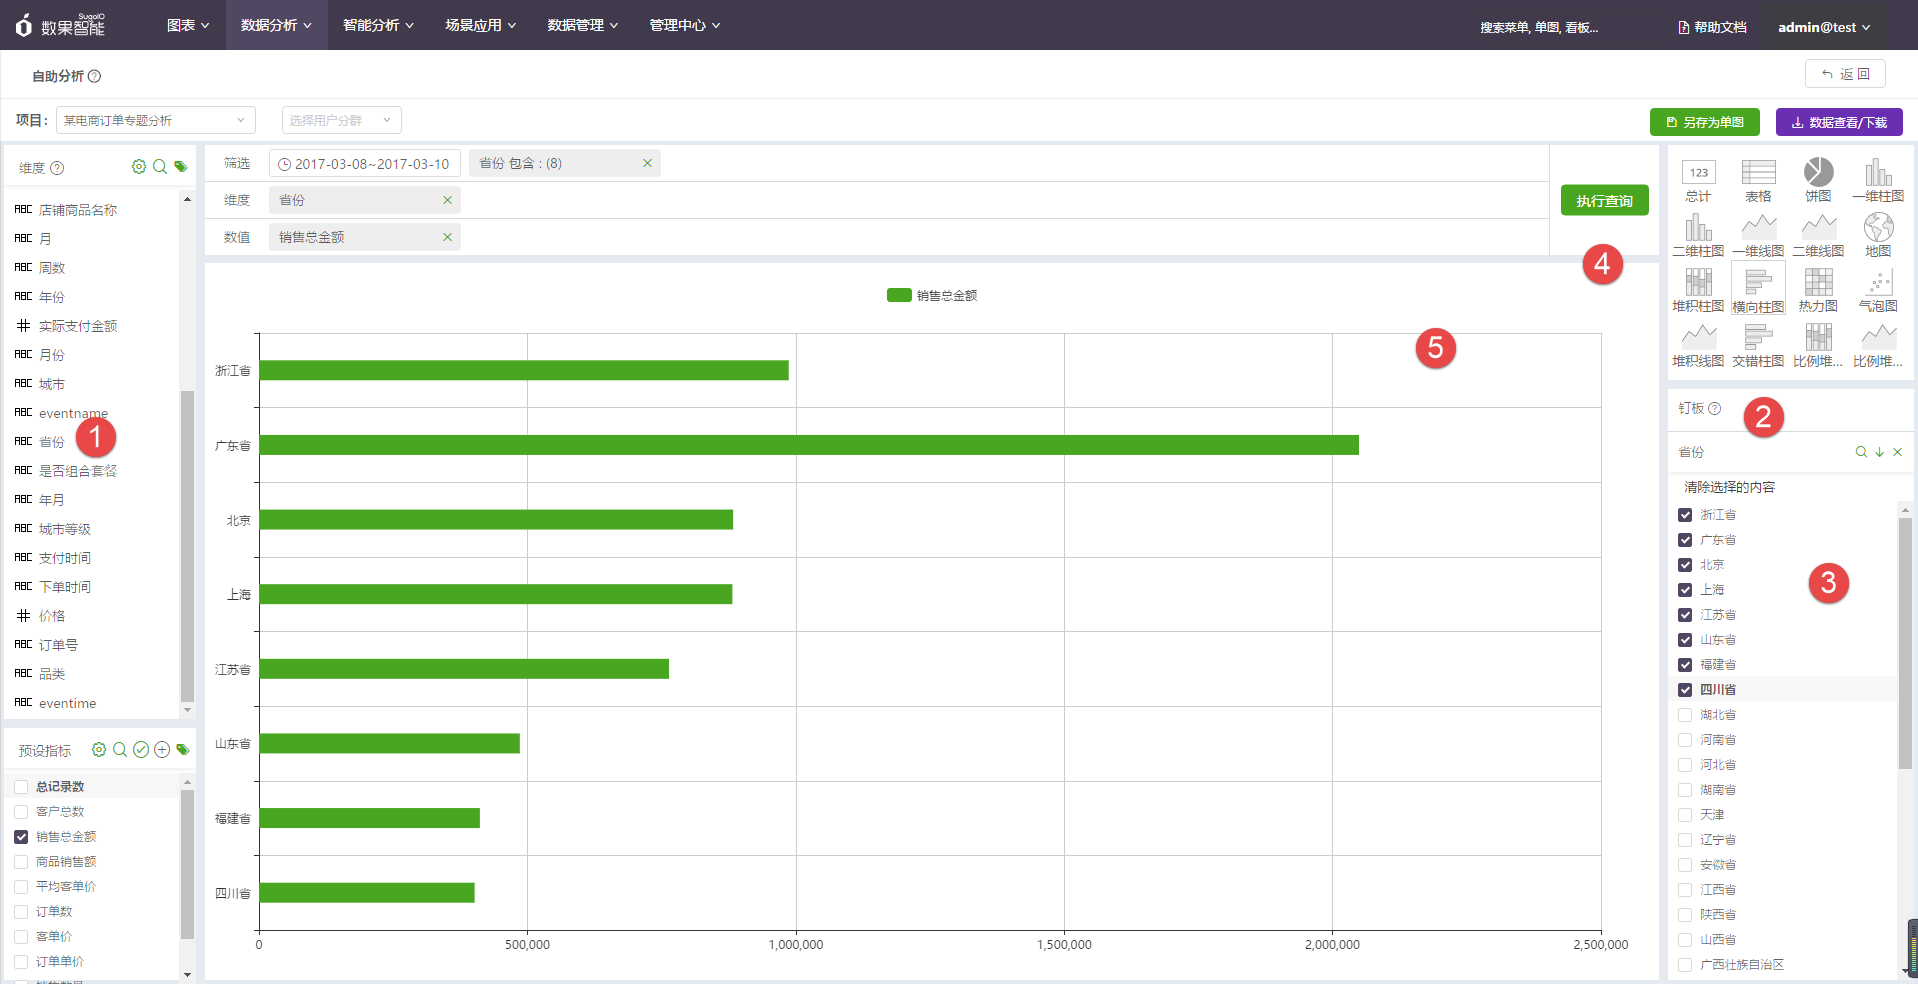 SugoIO
数果智能
图表
数据分析
智能分析
场景应用
数据管理
管理中心
搜索菜单, 单图, 看板...
帮助文档
admin@test
自助分析
返 回
项目:
某电商订单专题分析
选择用户分群
另存为单图
数据查看/下载
维度
ABC 店铺商品名称
ABC 月
ABC 周数
ABC 年份
# 实际支付金额
ABC 月份
ABC 城市
ABC eventname
ABC 省份
1
ABC 是否组合套餐
ABC 年月
ABC 城市等级
ABC 支付时间
ABC 下单时间
# 价格
ABC 订单号
ABC 品类
ABC eventime
预设指标
总记录数
客户总数
销售总金额
商品销售额
平均客单价
订单数
客单价
订单单价
筛选
2017-03-08~2017-03-10
省份 包含 : (8)
维度
省份
数值
销售总金额
执行查询
4
销售总金额
5
浙江省
广东省
北京
上海
江苏省
山东省
福建省
四川省
0
500,000
1,000,000
1,500,000
2,000,000
2,500,000
123
总计
表格
饼图
一维柱图
二维柱图
一维线图
二维线图
地图
堆积柱图
横向柱图
热力图
气泡图
堆积线图
交错柱图
比例堆...
比例堆...
钉板
2
省份
清除选择的内容
浙江省
广东省
北京
上海
3
江苏省
山东省
福建省
四川省
湖北省
河南省
河北省
湖南省
天津
辽宁省
安徽省
江西省
陕西省
山西省
广西壮族自治区